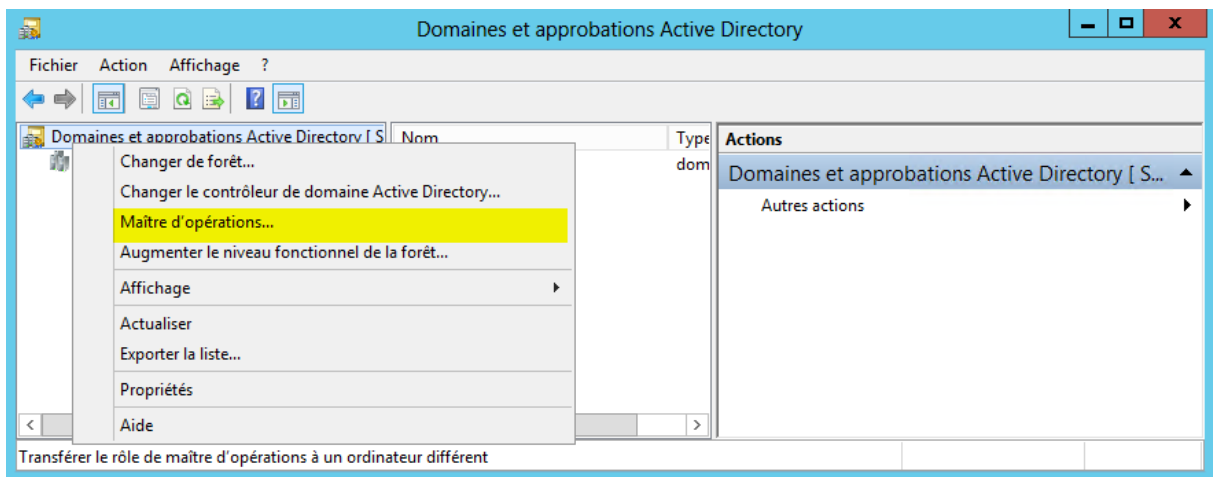 Domaines et approbations Active Directory
Fichier Action Affichage ?
Domaines et approbations Active Directory [ S
Nom
Type
Actions
Changer de forêt...
dom
Domaines et approbations Active Directory [ S...
Changer le contrôleur de domaine Active Directory...
Autres actions
Maître d'opérations...
Augmenter le niveau fonctionnel de la forêt...
Affichage
Actualiser
Exporter la liste...
Propriétés
Aide
Transférer le rôle de maître d'opérations à un ordinateur différent